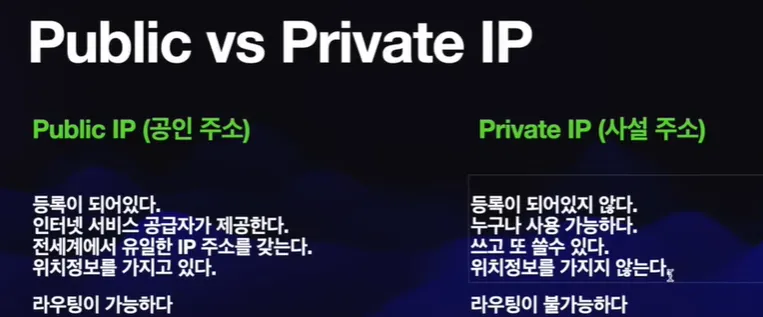 Public vs Private IP
Public IP (공인 주소)
등록이 되어있다.
인터넷 서비스 공급자가 제공한다.
전세계에서 유일한 IP 주소를 갖는다.
위치정보를 가지고 있다.
라우팅이 가능하다
Private IP (사설 주소)
등록이 되어있지 않다.
누구나 사용 가능하다.
쓰고 또 쓸수 있다.
위치정보를 가지지 않는다.
라우팅이 불가능하다